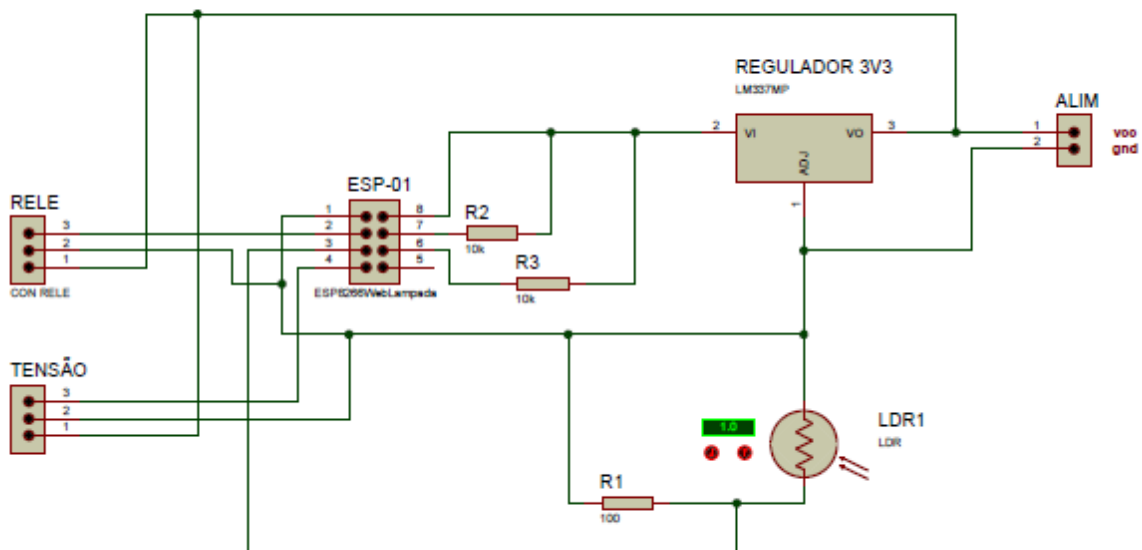 REGULADOR 3V3
LM337MP
2
VI
VO
3
ADJ
1
ALIM
1
2
voo
gnd
ESP-01
1
2
3
4
8
7
6
5
ESP8266WebLampada
R2
10k
R3
10k
RELE
3
2
1
CON RELE
TENSÃO
3
2
1
1.0
LDR1
LDR
R1
100